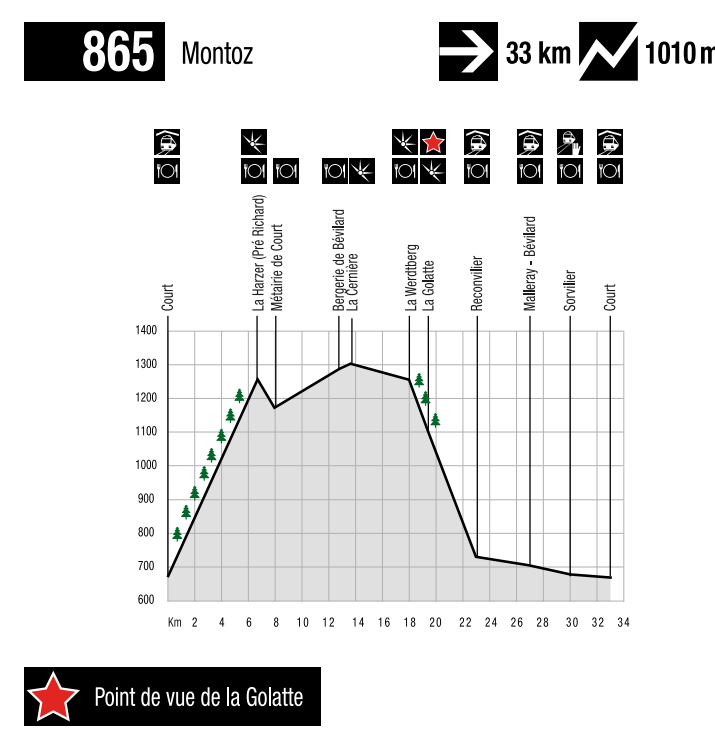 865 Montoz 33 km 1010 m
Court
La Harzer (Pré Richard)
Métairie de Court
Bergerie de Bévilard
La Cernière
La Werdtberg
La Golatte
Reconvilier
Malleray - Bévilard
Sorvilier
Court
1400
1300
1200
1100
1000
900
800
700
600
Km 2 4 6 8 10 12 14 16 18 20 22 24 26 28 30 32 34
Point de vue de la Golatte